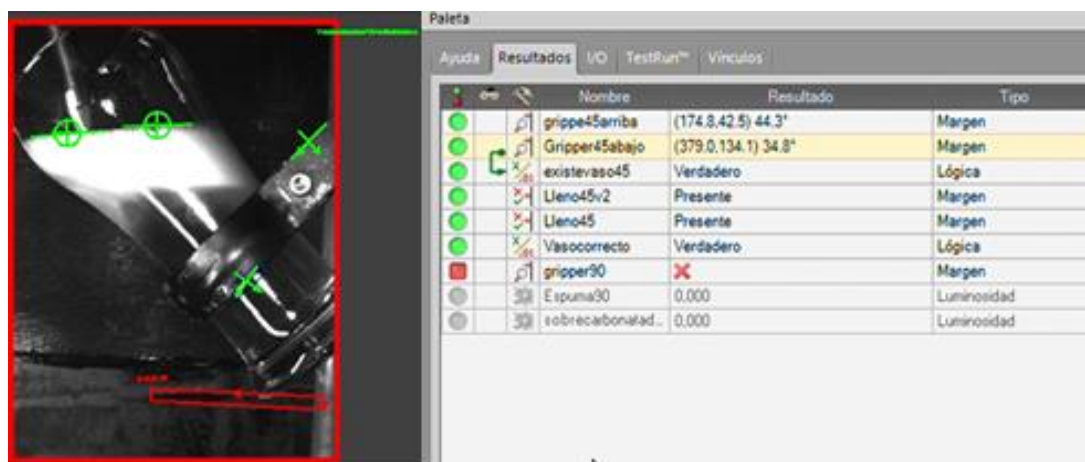 Paleta
Ayuda Resultados I/O TestRun™ Vínculos
Nombre Resultado Tipo
grippe45arriba (174.8,42.5) 44.3° Margen
Gripper45abajo (379.0,134.1) 34.8° Margen
existevaso45 Verdadero Lógica
Lleno45v2 Presente Margen
Lleno45 Presente Margen
Vasocorrecto Verdadero Lógica
gripper90 Margen
Espuma90 0,000 Luminosidad
sobrecarbonatad... 0,000 Luminosidad